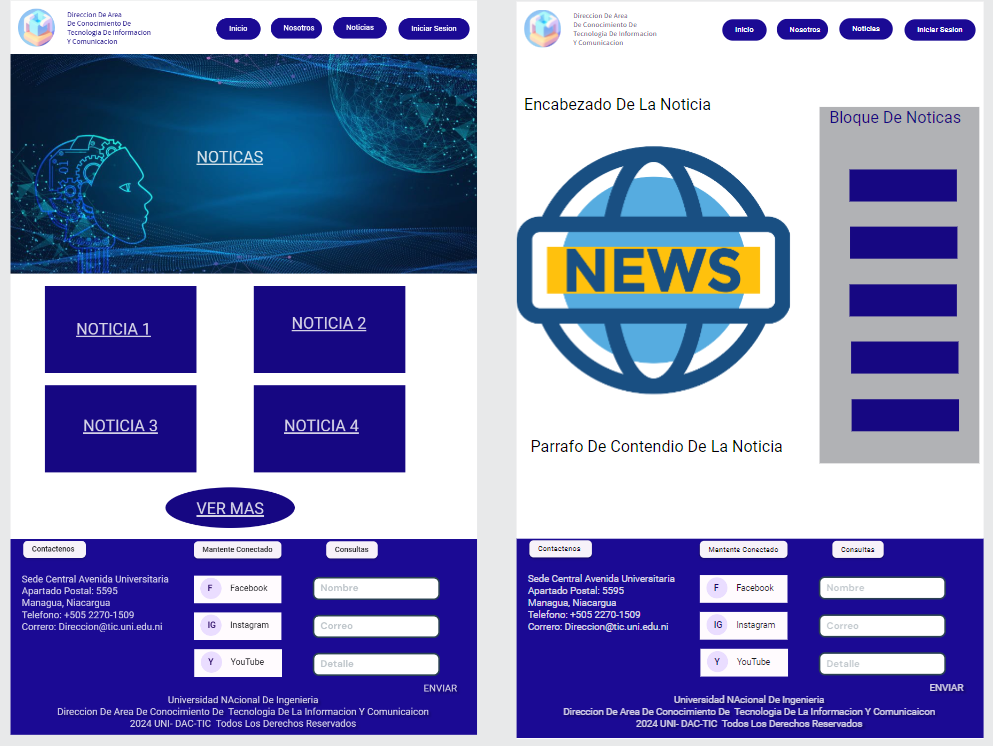 Direccion De Area
De Conocimiento De
Tecnologia De Informacion
Y Comunicacion
Inicio
Nosotros
Noticias
Iniciar Sesion
NOTICAS
NOTICIA 1
NOTICIA 2
NOTICIA 3
NOTICIA 4
VER MAS
Contactenos
Mantente Conectado
Consultas
Sede Central Avenida Universitaria
Apartado Postal: 5595
Managua, Niacargua
Telefono: +505 2270-1509
Correro: Direccion@tic.uni.edu.ni
F Facebook
IG Instagram
Y YouTube
Nombre
Correo
Detalle
ENVIAR
Universidad NAcional De Ingenieria
Direccion De Area De Conocimiento De Tecnologia De La Informacion Y Comunicaicon
2024 UNI- DAC-TIC Todos Los Derechos Reservados
Direccion De Area
De Conocimiento De
Tecnologia De Informacion
Y Comunicacion
Inicio
Nosotros
Noticias
Iniciar Sesion
Encabezado De La Noticia
NEWS
Parrafo De Contendio De La Noticia
Bloque De Noticas
Contactenos
Mantente Conectado
Consultas
Sede Central Avenida Universitaria
Apartado Postal: 5595
Managua, Niacargua
Telefono: +505 2270-1509
Correro: Direccion@tic.uni.edu.ni
F Facebook
IG Instagram
Y YouTube
Nombre
Correo
Detalle
ENVIAR
Universidad NAcional De Ingenieria
Direccion De Area De Conocimiento De Tecnologia De La Informacion Y Comunicaicon
2024 UNI- DAC-TIC Todos Los Derechos Reservados